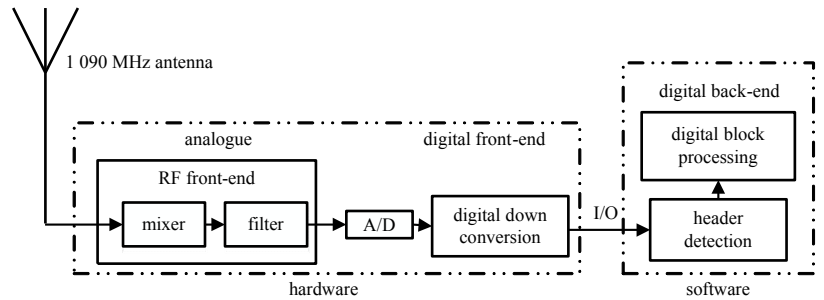 1 090 MHz antenna
digital back-end
analogue
digital front-end
digital block
processing
RF front-end
mixer
filter
A/D
digital down
conversion
I/O
header
detection
hardware
software